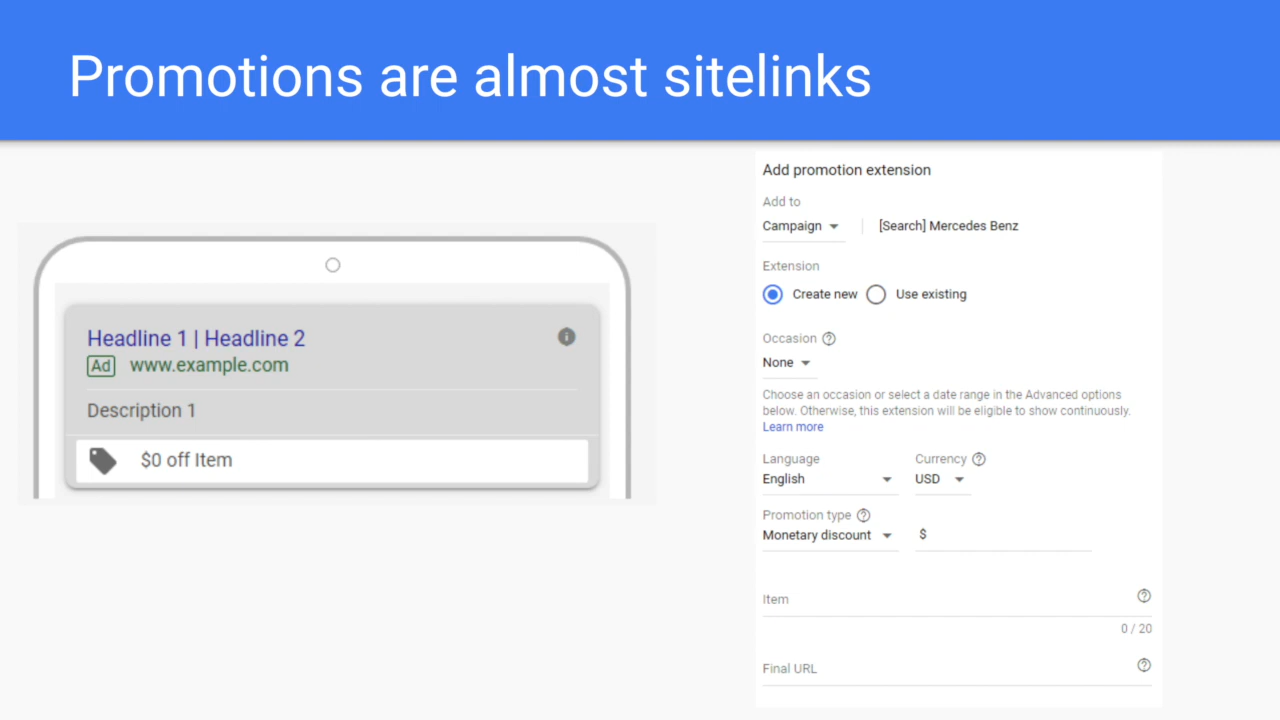 Promotions are almost sitelinks
Headline 1 | Headline 2
Ad www.example.com
Description 1
$0 off Item
Add promotion extension
Add to
Campaign [Search] Mercedes Benz
Extension
Create new Use existing
Occasion
None
Choose an occasion or select a date range in the Advanced options
below. Otherwise, this extension will be eligible to show continuously.
Learn more
Language Currency
English USD
Promotion type
Monetary discount $
Item
0 / 20
Final URL